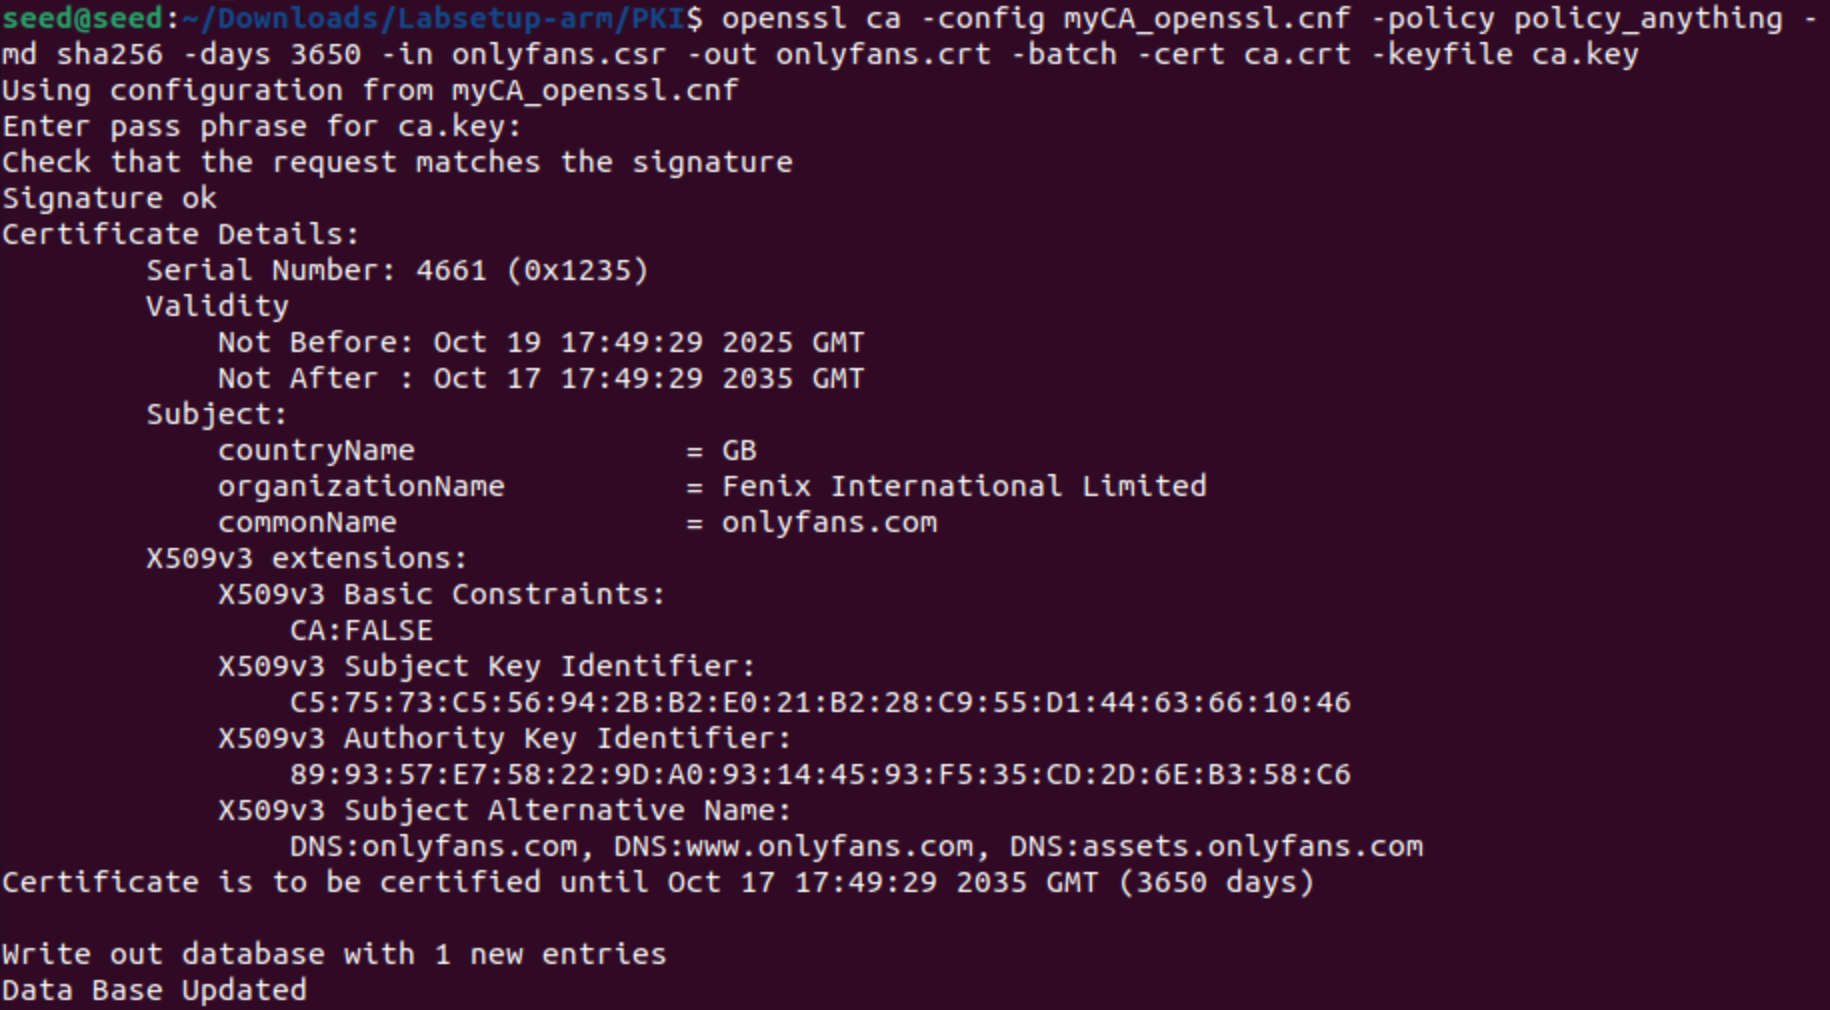 seed@seed:~/Downloads/Labsetup-arm/PKI$ openssl ca -config myCA_openssl.cnf -policy policy_anything -
md sha256 -days 3650 -in onlyfans.csr -out onlyfans.crt -batch -cert ca.crt -keyfile ca.key
Using configuration from myCA_openssl.cnf
Enter pass phrase for ca.key:
Check that the request matches the signature
Signature ok
Certificate Details:
        Serial Number: 4661 (0x1235)
        Validity
            Not Before: Oct 19 17:49:29 2025 GMT
            Not After : Oct 17 17:49:29 2035 GMT
        Subject:
            countryName               = GB
            organizationName          = Fenix International Limited
            commonName                = onlyfans.com
        X509v3 extensions:
            X509v3 Basic Constraints:
                CA:FALSE
            X509v3 Subject Key Identifier:
                C5:75:73:C5:56:94:2B:B2:E0:21:B2:28:C9:55:D1:44:63:66:10:46
            X509v3 Authority Key Identifier:
                89:93:57:E7:58:22:9D:A0:93:14:45:93:F5:35:CD:2D:6E:B3:58:C6
            X509v3 Subject Alternative Name:
                DNS:onlyfans.com, DNS:www.onlyfans.com, DNS:assets.onlyfans.com
Certificate is to be certified until Oct 17 17:49:29 2035 GMT (3650 days)

Write out database with 1 new entries
Data Base Updated